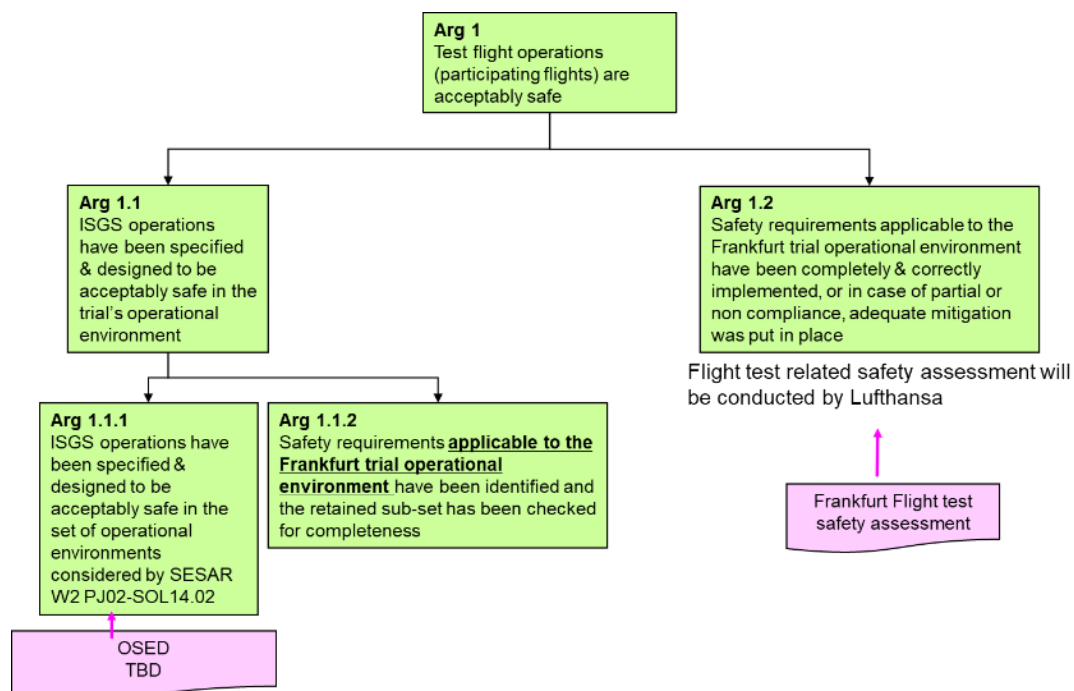 Arg 1
Test flight operations
(participating flights) are
acceptably safe
Arg 1.1
ISGS operations
have been specified
& designed to be
acceptably safe in the
trial's operational
environment
Arg 1.2
Safety requirements applicable to the
Frankfurt trial operational environment
have been completely & correctly
implemented, or in case of partial or
non compliance, adequate mitigation
was put in place
Flight test related safety assessment will
be conducted by Lufthansa
Arg 1.1.1
ISGS operations have
been specified &
designed to be
acceptably safe in the
set of operational
environments
considered by SESAR
W2 PJ02-SOL14.02
Arg 1.1.2
Safety requirements applicable to the
Frankfurt trial operational
environment have been identified and
the retained sub-set has been checked
for completeness
Frankfurt Flight test
safety assessment
OSED
TBD